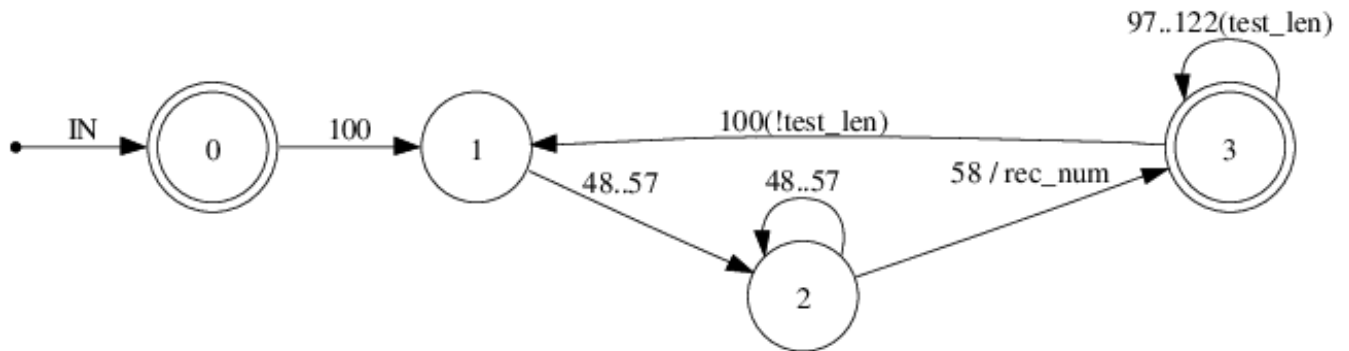 97..122(test_len)
IN
0
100
1
100(!test_len)
3
48..57
48..57
58 / rec_num
2